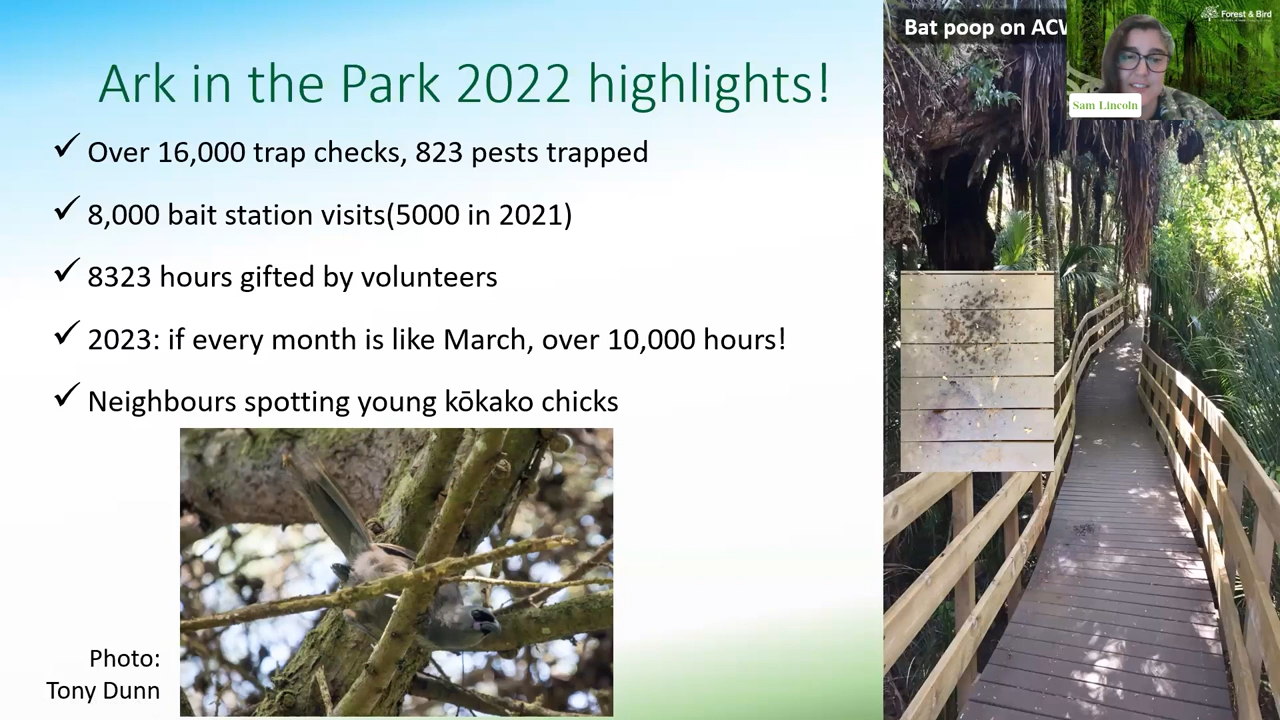 Ark in the Park 2022 highlights!
Over 16,000 trap checks, 823 pests trapped
8,000 bait station visits(5000 in 2021)
8323 hours gifted by volunteers
2023: if every month is like March, over 10,000 hours!
Neighbours spotting young kōkako chicks
Photo:
Tony Dunn
Bat poop on ACW
Forest & Bird
Sam Lincoln